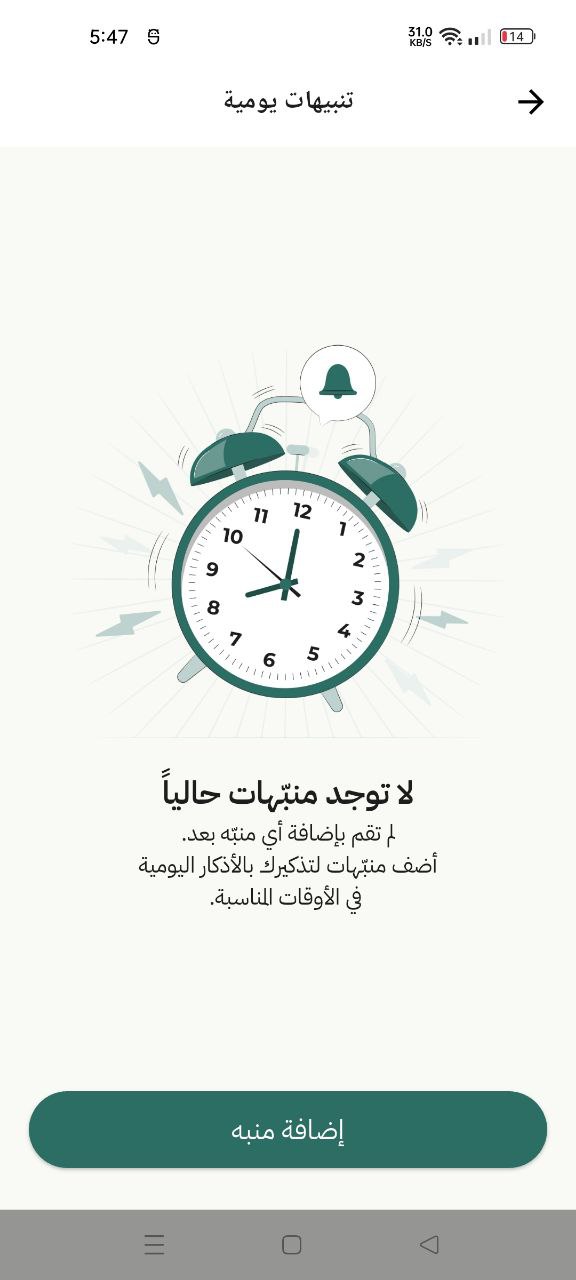 5:47
31.0
KB/S
14
تنبيهات يومية
12
1
2
3
4
5
6
7
8
9
10
11
لا توجد منبّهات حالياً
لم تقم بإضافة أي منبّه بعد.
أضف منبّهات لتذكيرك بالأذكار اليومية
في الأوقات المناسبة.
إضافة منبه